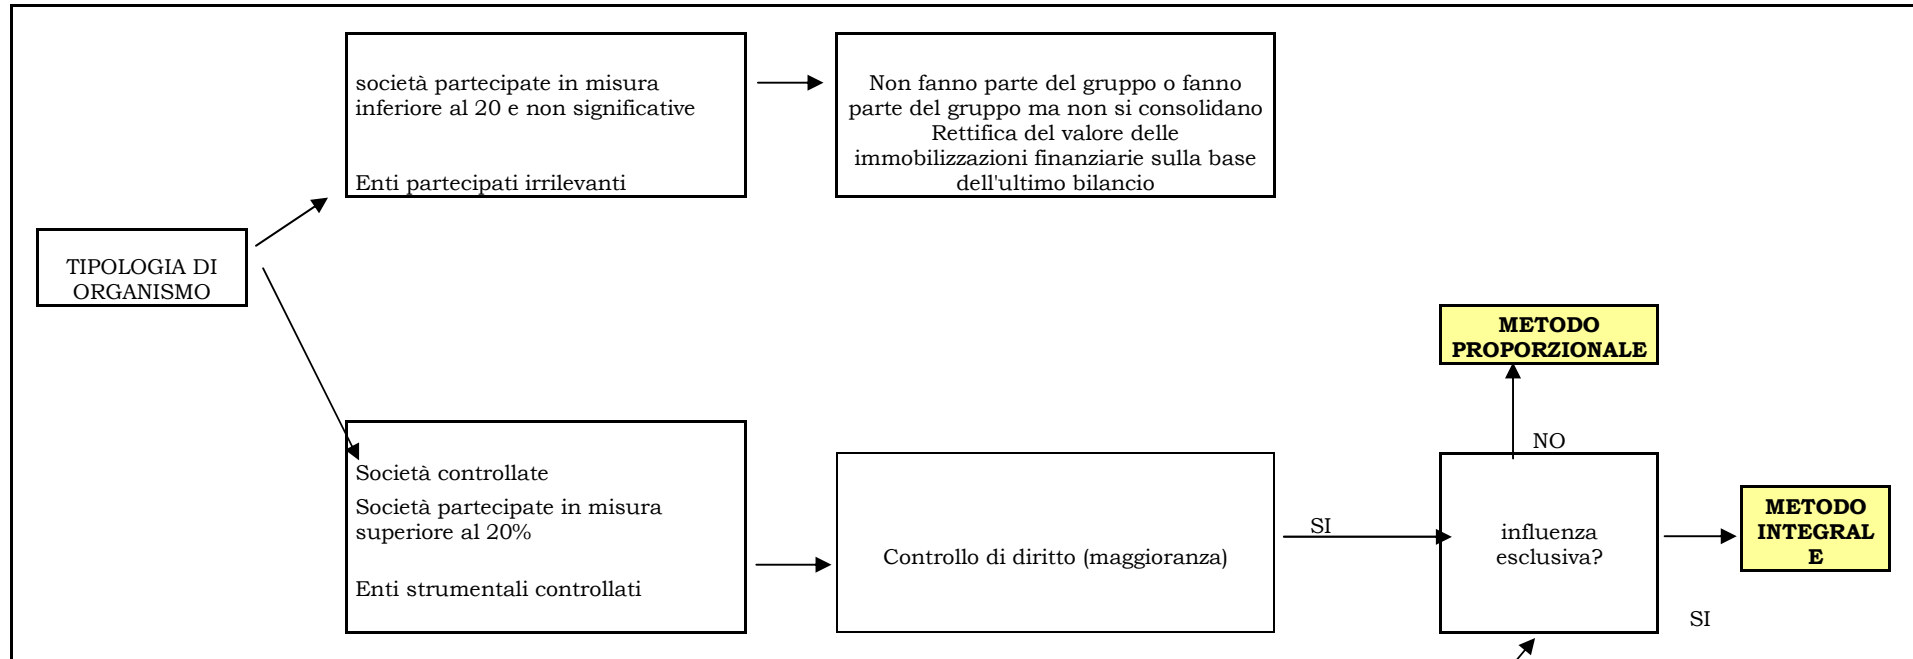 società partecipate in misura
inferiore al 20 e non significative
Enti partecipati irrilevanti
Non fanno parte del gruppo o fanno
parte del gruppo ma non si consolidano
Rettifica del valore delle
immobilizzazioni finanziarie sulla base
dell'ultimo bilancio
TIPOLOGIA DI
ORGANISMO
METODO
PROPORZIONALE
NO
Società controllate
Società partecipate in misura
superiore al 20%
Enti strumentali controllati
Controllo di diritto (maggioranza)
SI
influenza
esclusiva?
METODO
INTEGRAL
E
SI